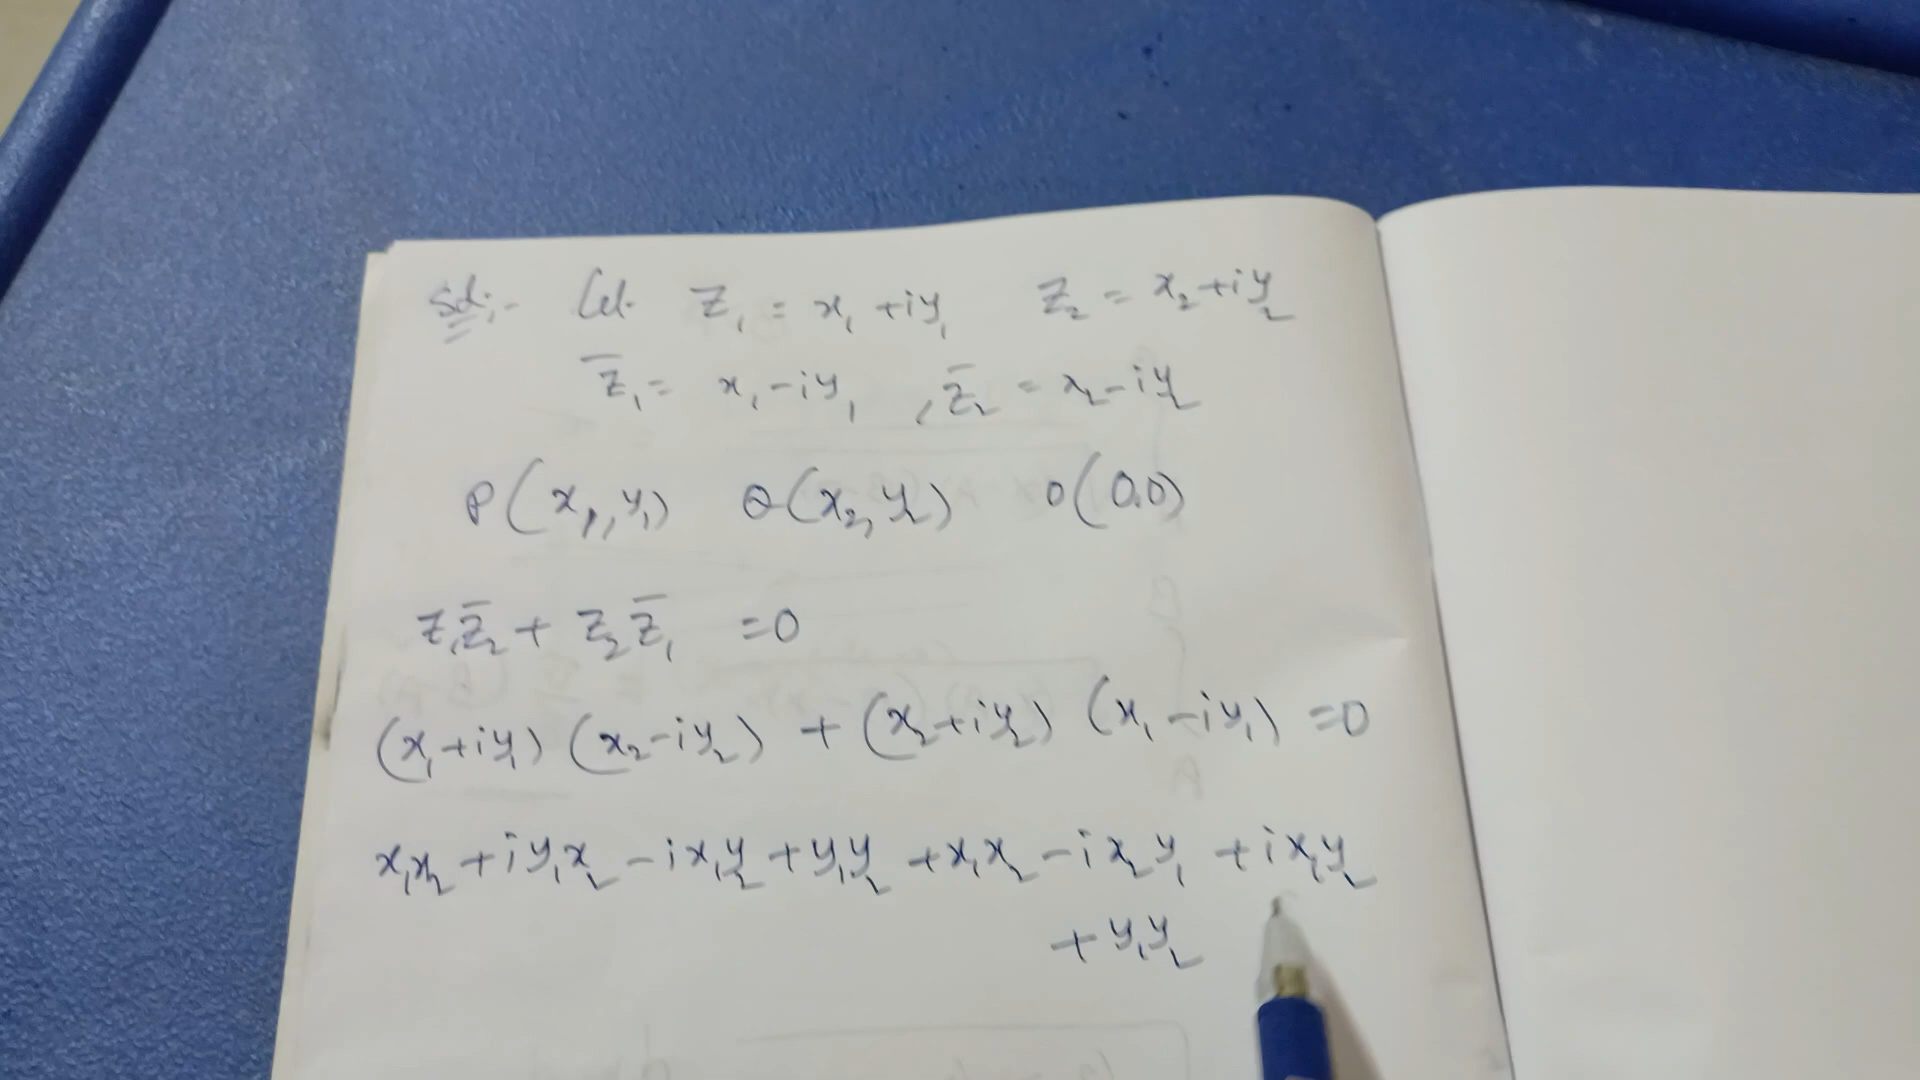 Sol:- Let z₁ = x₁ + iy₁ z₂ = x₂ + iy₂
z̄₁ = x₁ - iy₁ , z̄₂ = x₂ - iy₂
P(x₁, y₁) Q(x₂, y₂) O(0,0)
z₁z̄₂ + z₂z̄₁ = 0
(x₁ + iy₁) (x₂ - iy₂) + (x₂ + iy₂) (x₁ - iy₁) = 0
x₁x₂ + iy₁x₂ - ix₁y₂ + y₁y₂ + x₁x₂ - ix₂y₁ + ix₁y₂
+ y₁y₂